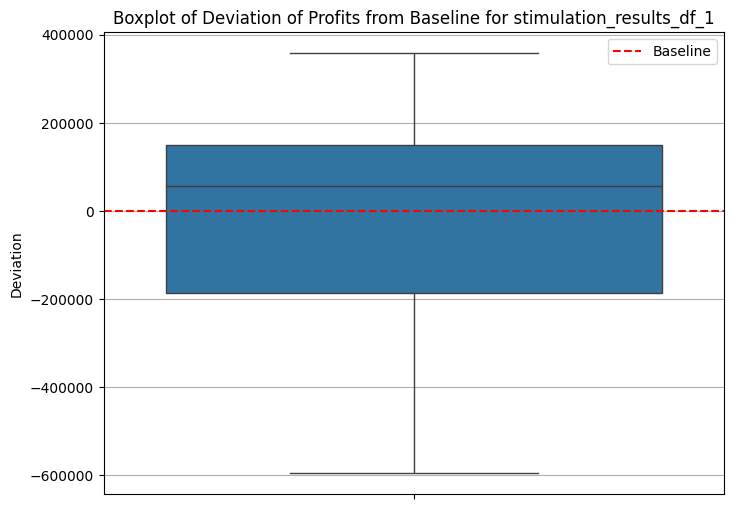 Boxplot of Deviation of Profits from Baseline for stimulation_results_df_1
400000
Baseline
200000
0
Deviation
−200000
−400000
−600000